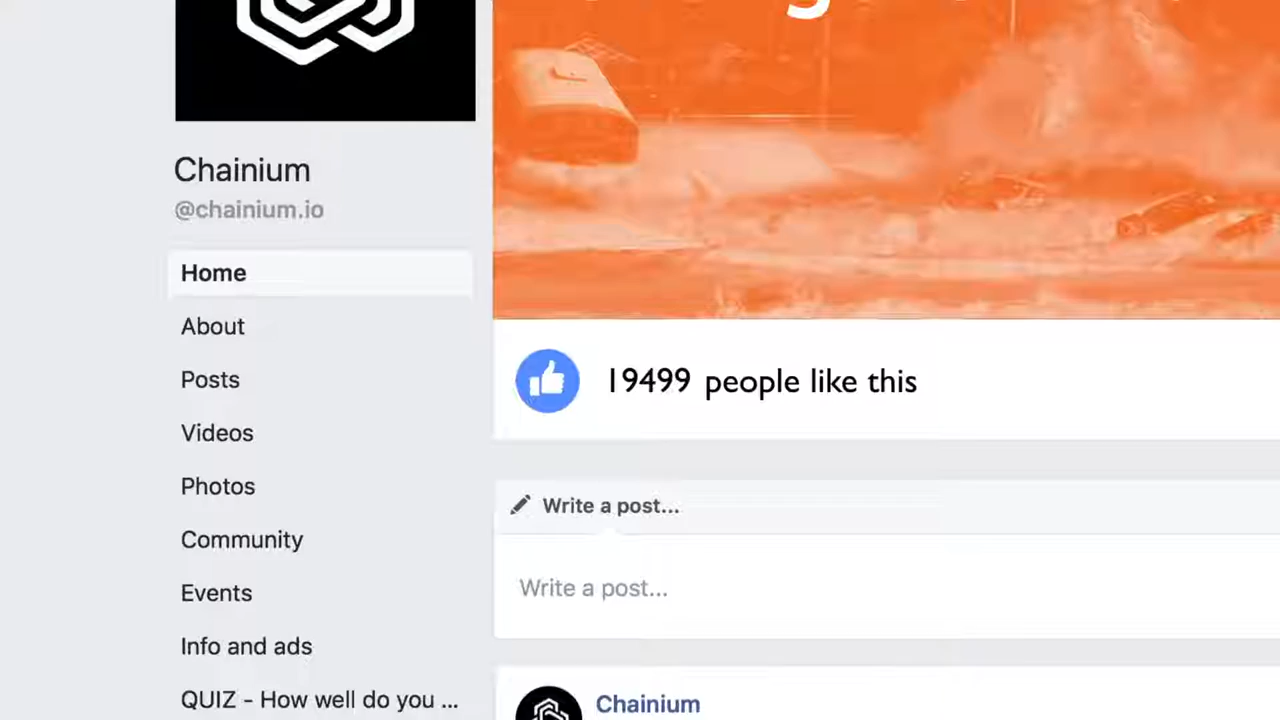 Chainium
@chainium.io
Home
About
Posts
Videos
Photos
Community
Events
Info and ads
QUIZ - How well do you ...
19499 people like this
Write a post...
Write a post...
Chainium